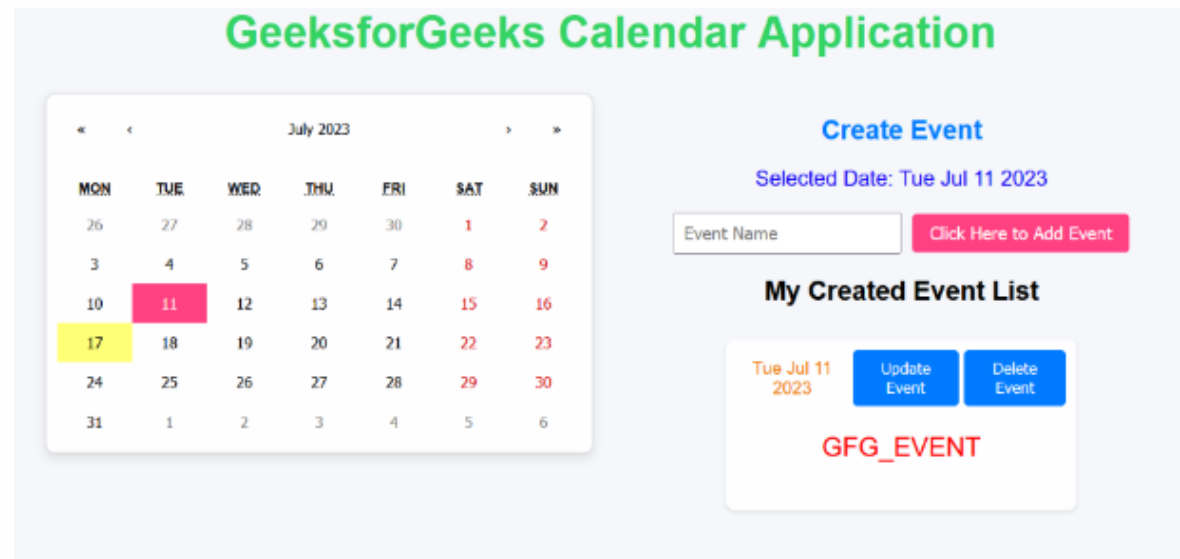 GeeksforGeeks Calendar Application
« ‹ July 2023 › »
MON TUE WED THU FRI SAT SUN
26 27 28 29 30 1 2
3 4 5 6 7 8 9
10 11 12 13 14 15 16
17 18 19 20 21 22 23
24 25 26 27 28 29 30
31 1 2 3 4 5 6
Create Event
Selected Date: Tue Jul 11 2023
Event Name
Click Here to Add Event
My Created Event List
Tue Jul 11
2023
Update
Event
Delete
Event
GFG_EVENT